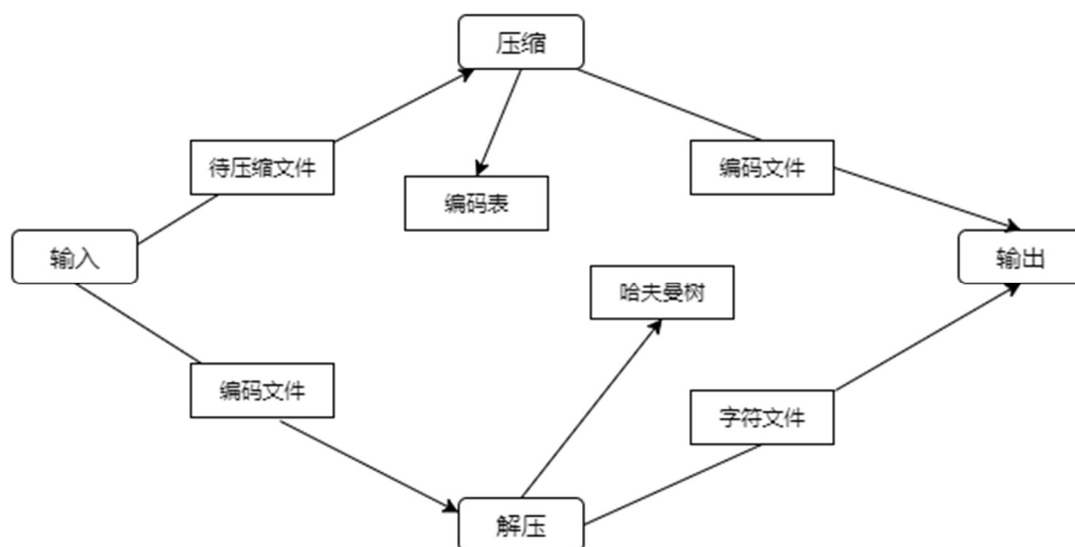 压缩
待压缩文件
编码文件
编码表
输入
输出
哈夫曼树
编码文件
字符文件
解压